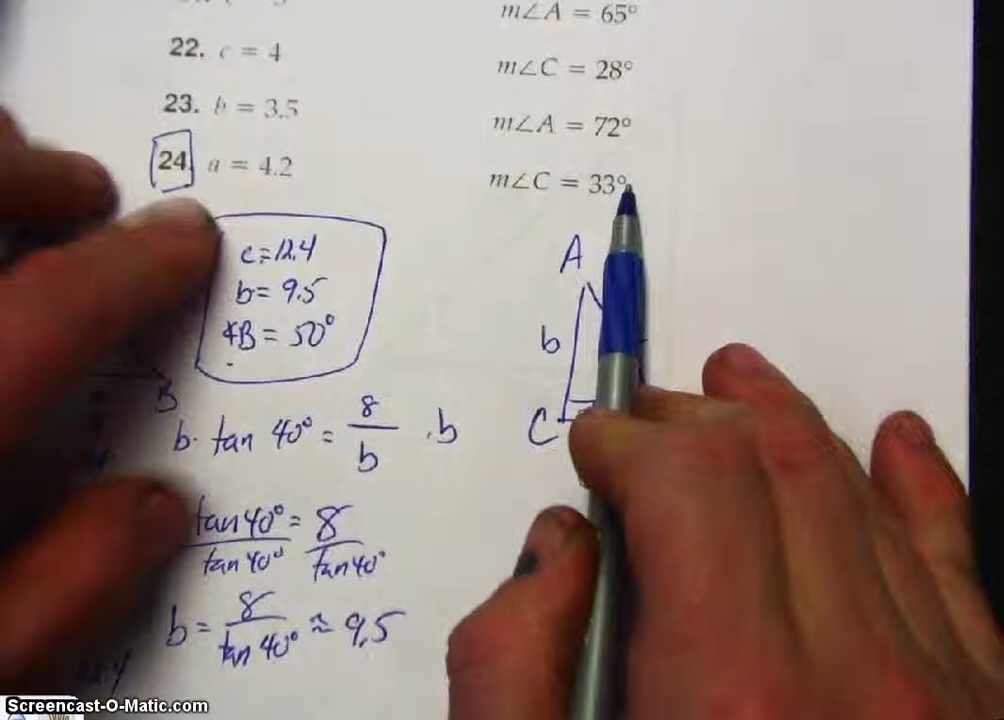 m∠A = 65°
22. c = 4
m∠C = 28°
23. b = 3.5
m∠A = 72°
24 a = 4.2
m∠C = 33°
c = 12.4
b = 9.5
∡B = 50°
A
b
C
B
b · tan 40° = 8/b · b
tan 40° / tan 40° = 8 / tan 40°
b = 8 / tan 40° ≈ 9.5
Screencast-O-Matic.com